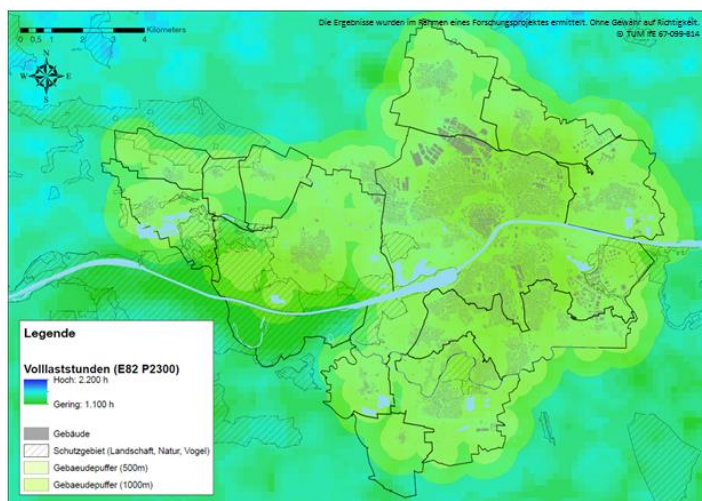 Die Ergebnisse wurden im Rahmen eines Forschungsprojektes ermittelt. Ohne Gewähr auf Richtigkeit.
© TUM IfE 67-099-814
Kilometers
0 0,5 1 2 3 4
N
W E
S
Legende
Volllaststunden (E82 P2300)
Hoch: 2.200 h
Gering: 1.100 h
Gebäude
Schutzgebiet (Landschaft, Natur, Vogel)
Gebaeudepuffer (500m)
Gebaeudepuffer (1000m)